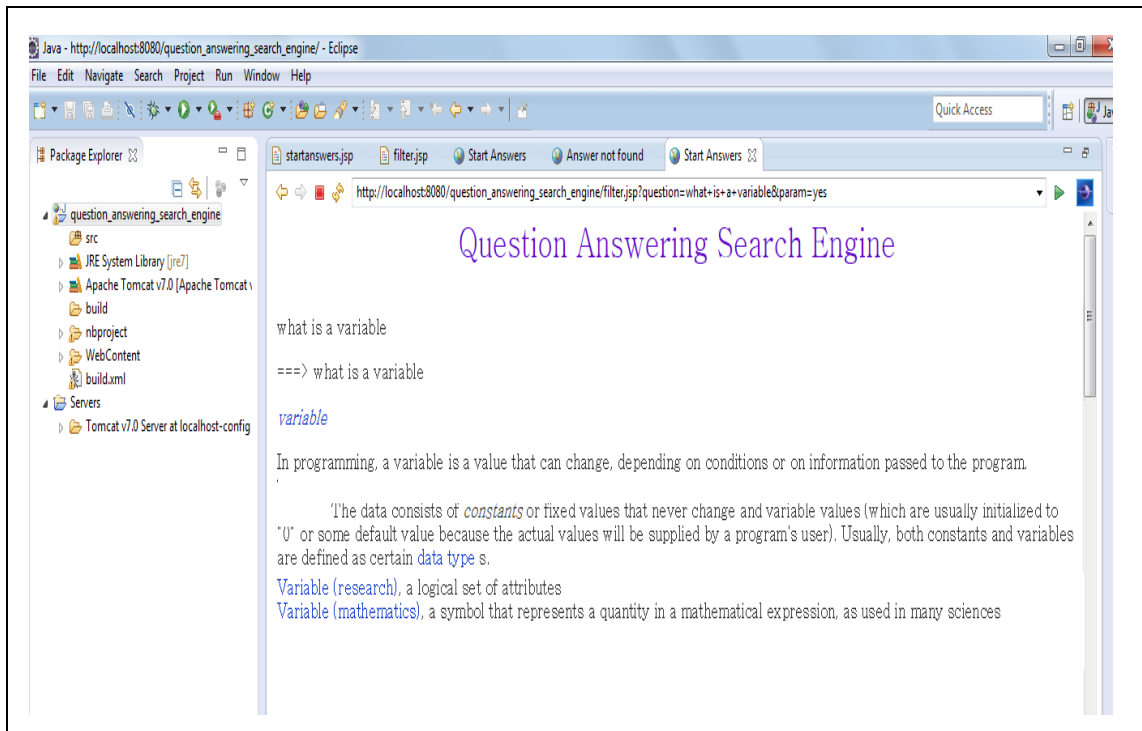 Java - http://localhost:8080/question_answering_search_engine/ - Eclipse
File Edit Navigate Search Project Run Window Help
Quick Access
Package Explorer
startanswers.jsp filter.jsp Start Answers Answer not found Start Answers
http://localhost:8080/question_answering_search_engine/filter.jsp?question=what+is+a+variable&param=yes
question_answering_search_engine
src
JRE System Library [jre7]
Apache Tomcat v7.0 [Apache Tomcat v
build
nbproject
WebContent
build.xml
Servers
Tomcat v7.0 Server at localhost-config
Question Answering Search Engine
what is a variable
===> what is a variable
variable
In programming, a variable is a value that can change, depending on conditions or on information passed to the program.
The data consists of constants or fixed values that never change and variable values (which are usually initialized to
"0" or some default value because the actual values will be supplied by a program's user). Usually, both constants and variables
are defined as certain data type s.
Variable (research), a logical set of attributes
Variable (mathematics), a symbol that represents a quantity in a mathematical expression, as used in many sciences